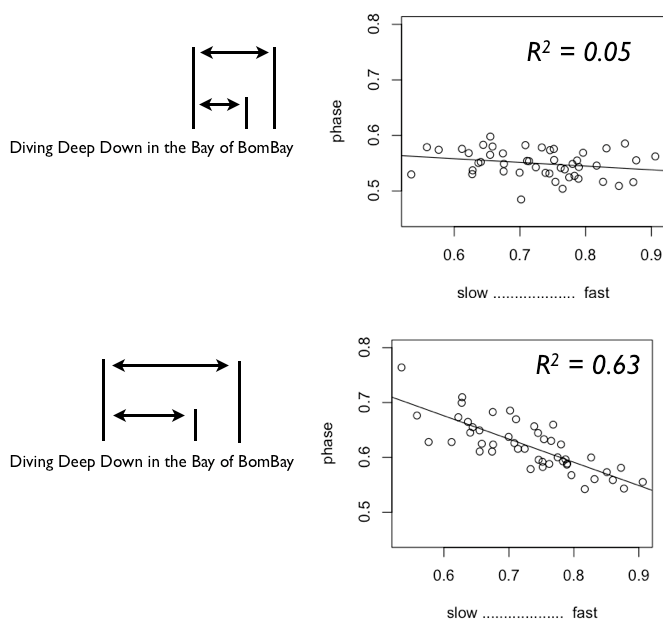 0.8
R² = 0.05
0.7
phase
0.6
Diving Deep Down in the Bay of BomBay
0.5
0.6 0.7 0.8 0.9
slow ................... fast
0.8
R² = 0.63
0.7
phase
0.6
Diving Deep Down in the Bay of BomBay
0.5
0.6 0.7 0.8 0.9
slow ................... fast